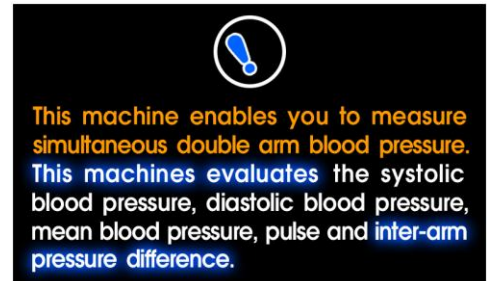 This machine enables you to measure
simultaneous double arm blood pressure.
This machines evaluates the systolic
blood pressure, diastolic blood pressure,
mean blood pressure, pulse and inter-arm
pressure difference.